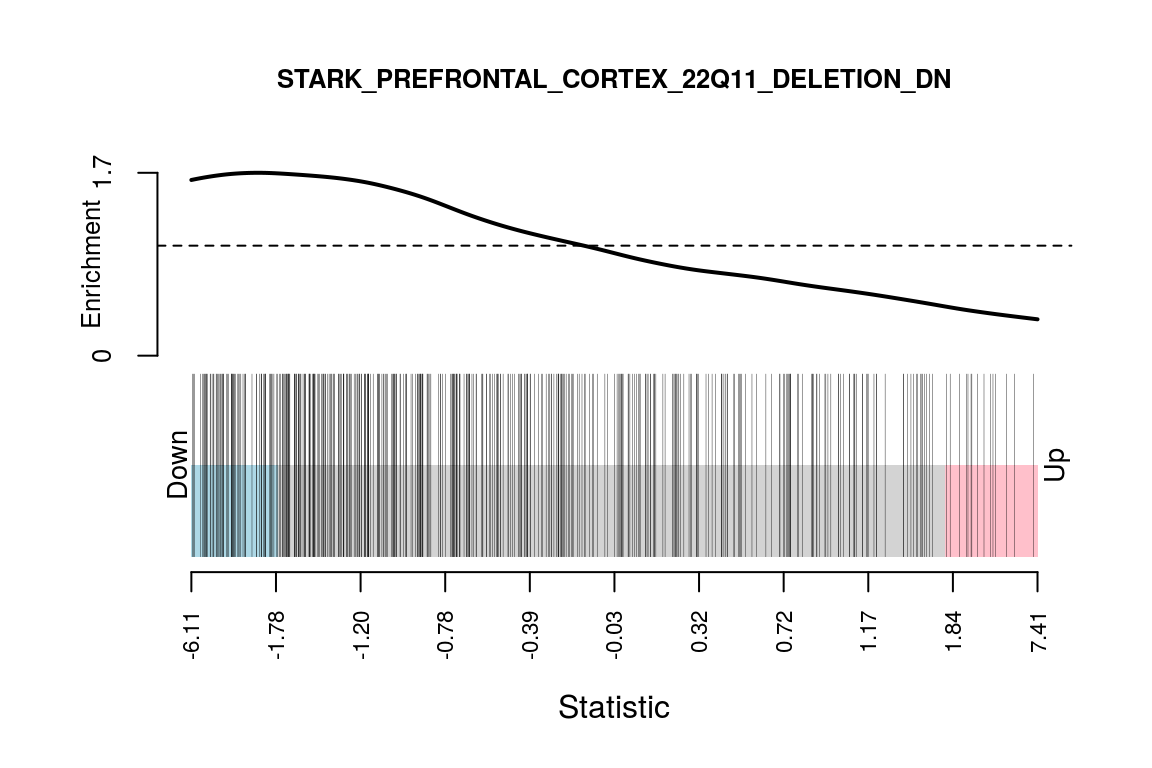 STARK_PREFRONTAL_CORTEX_22Q11_DELETION_DN
Enrichment
1.7
0
Down
Up
-6.11
-1.78
-1.20
-0.78
-0.39
-0.03
0.32
0.72
1.17
1.84
7.41
Statistic